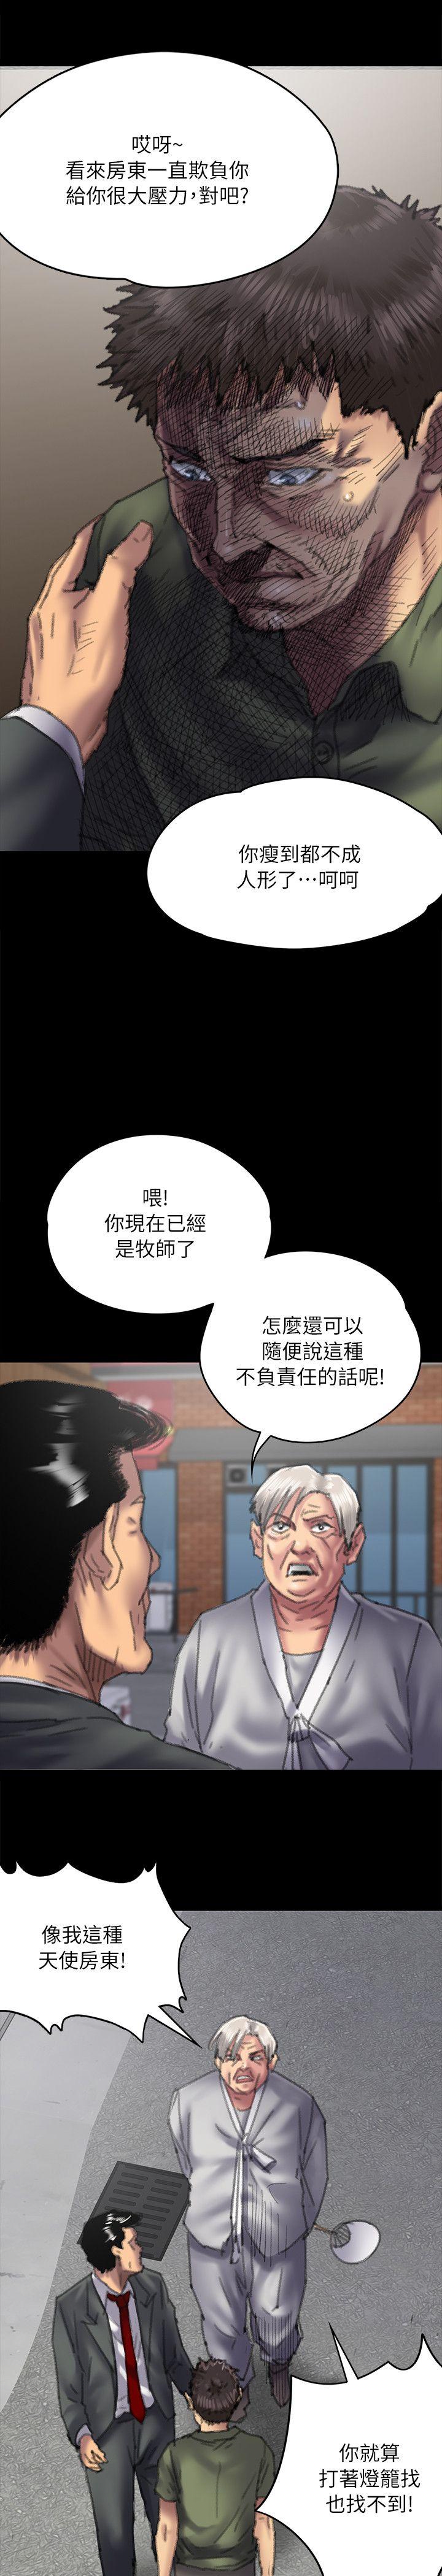 哎呀~
看來房東一直欺負你
給你很大壓力，對吧?
你瘦到都不成
人形了…呵呵
喂!
你現在已經
是牧師了
怎麼還可以
隨便說這種
不負責任的話呢!
像我這種
天使房東!
你就算
打著燈籠找
也找不到!